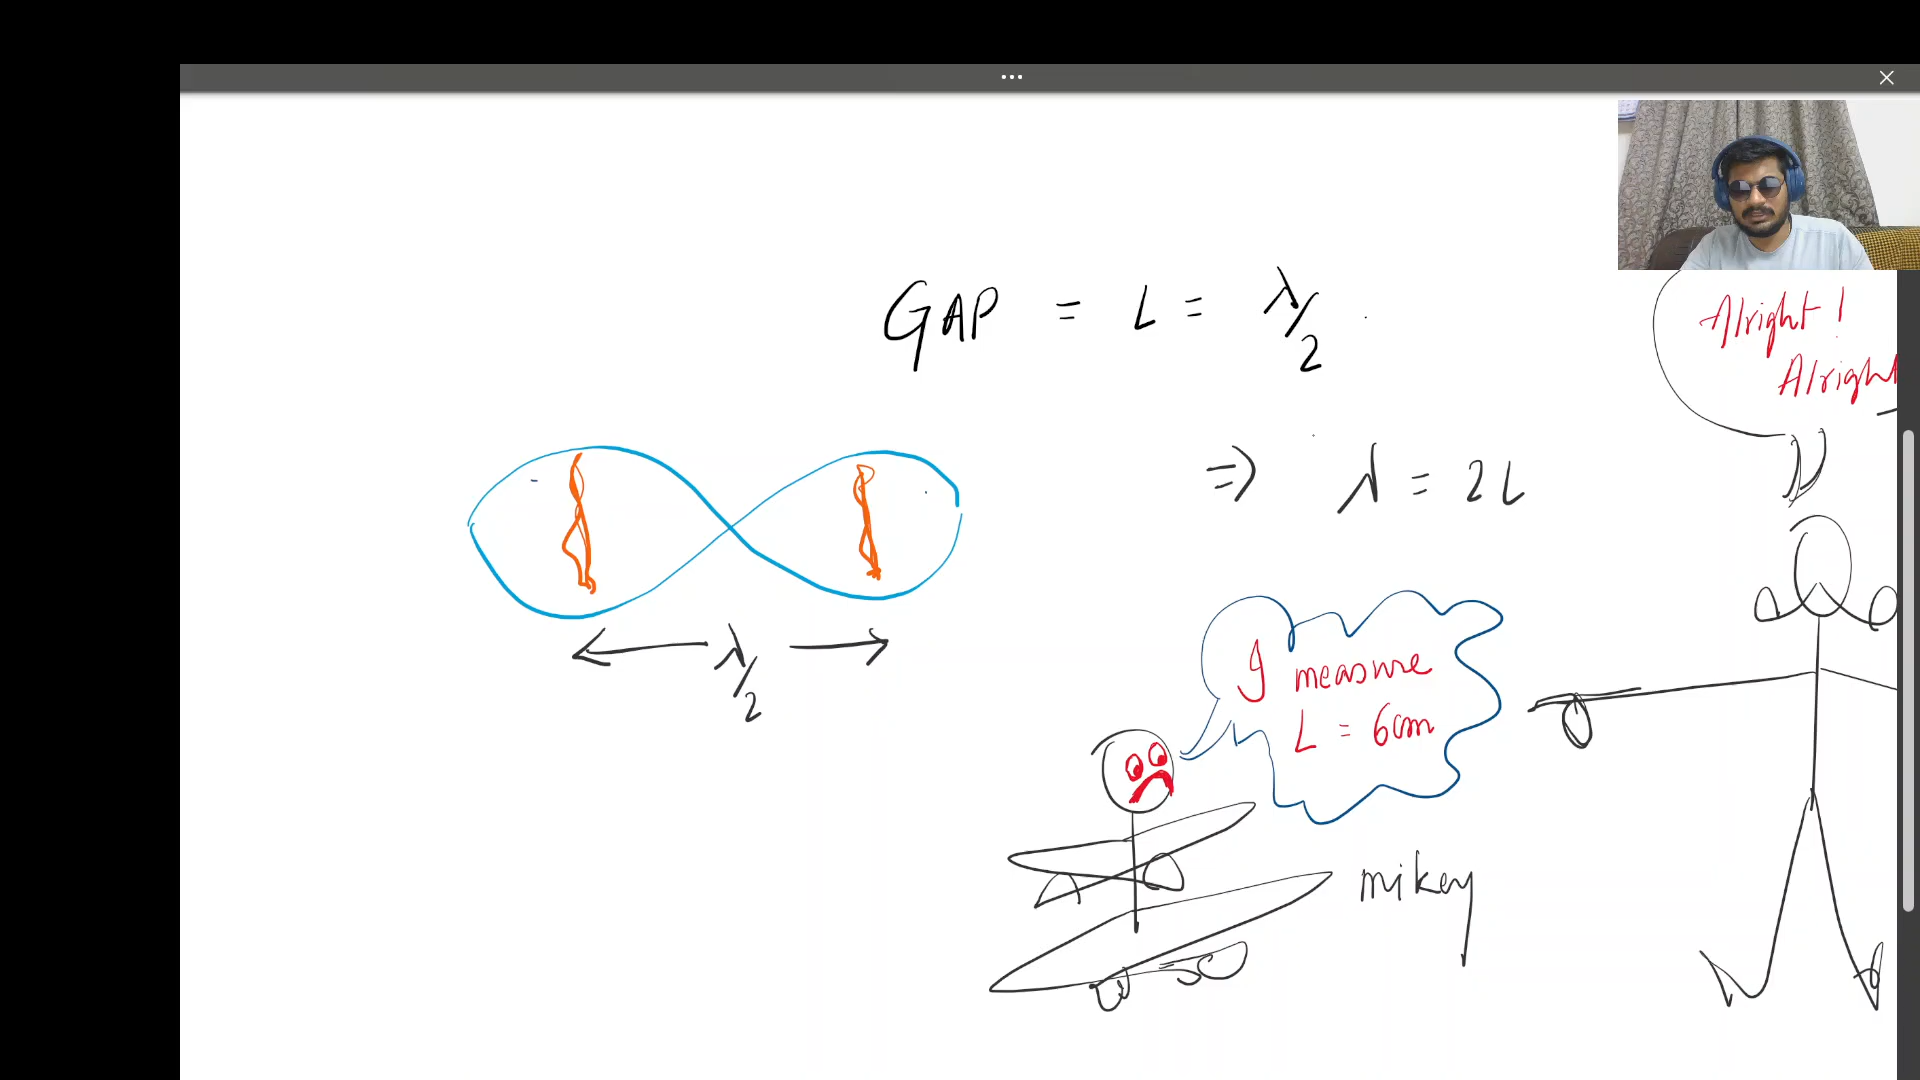 GAP = L = λ/2
⇒ λ = 2L
λ/2
I measure
L = 6cm
mikey
Alright !
Alright